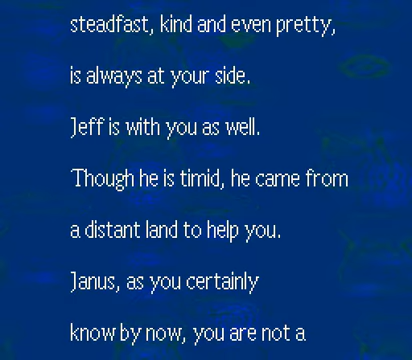 steadfast, kind and even pretty,
is always at your side.
Jeff is with you as well.
Though he is timid, he came from
a distant land to help you.
Janus, as you certainly
know by now, you are not a